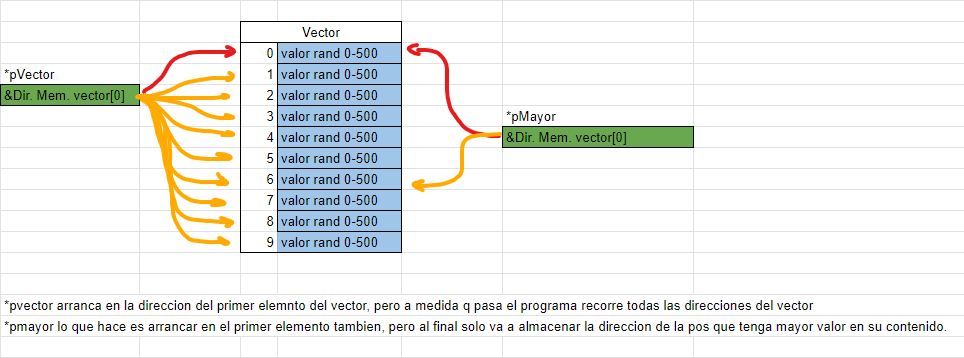 Vector
0 valor rand 0-500
*pVector
1 valor rand 0-500
&Dir. Mem. vector[0]
2 valor rand 0-500
3 valor rand 0-500
*pMayor
4 valor rand 0-500
&Dir. Mem. vector[0]
5 valor rand 0-500
6 valor rand 0-500
7 valor rand 0-500
8 valor rand 0-500
9 valor rand 0-500
*pvector arranca en la direccion del primer elemnto del vector, pero a medida q pasa el programa recorre todas las direcciones del vector
*pmayor lo que hace es arrancar en el primer elemento tambien, pero al final solo va a almacenar la direccion de la pos que tenga mayor valor en su contenido.